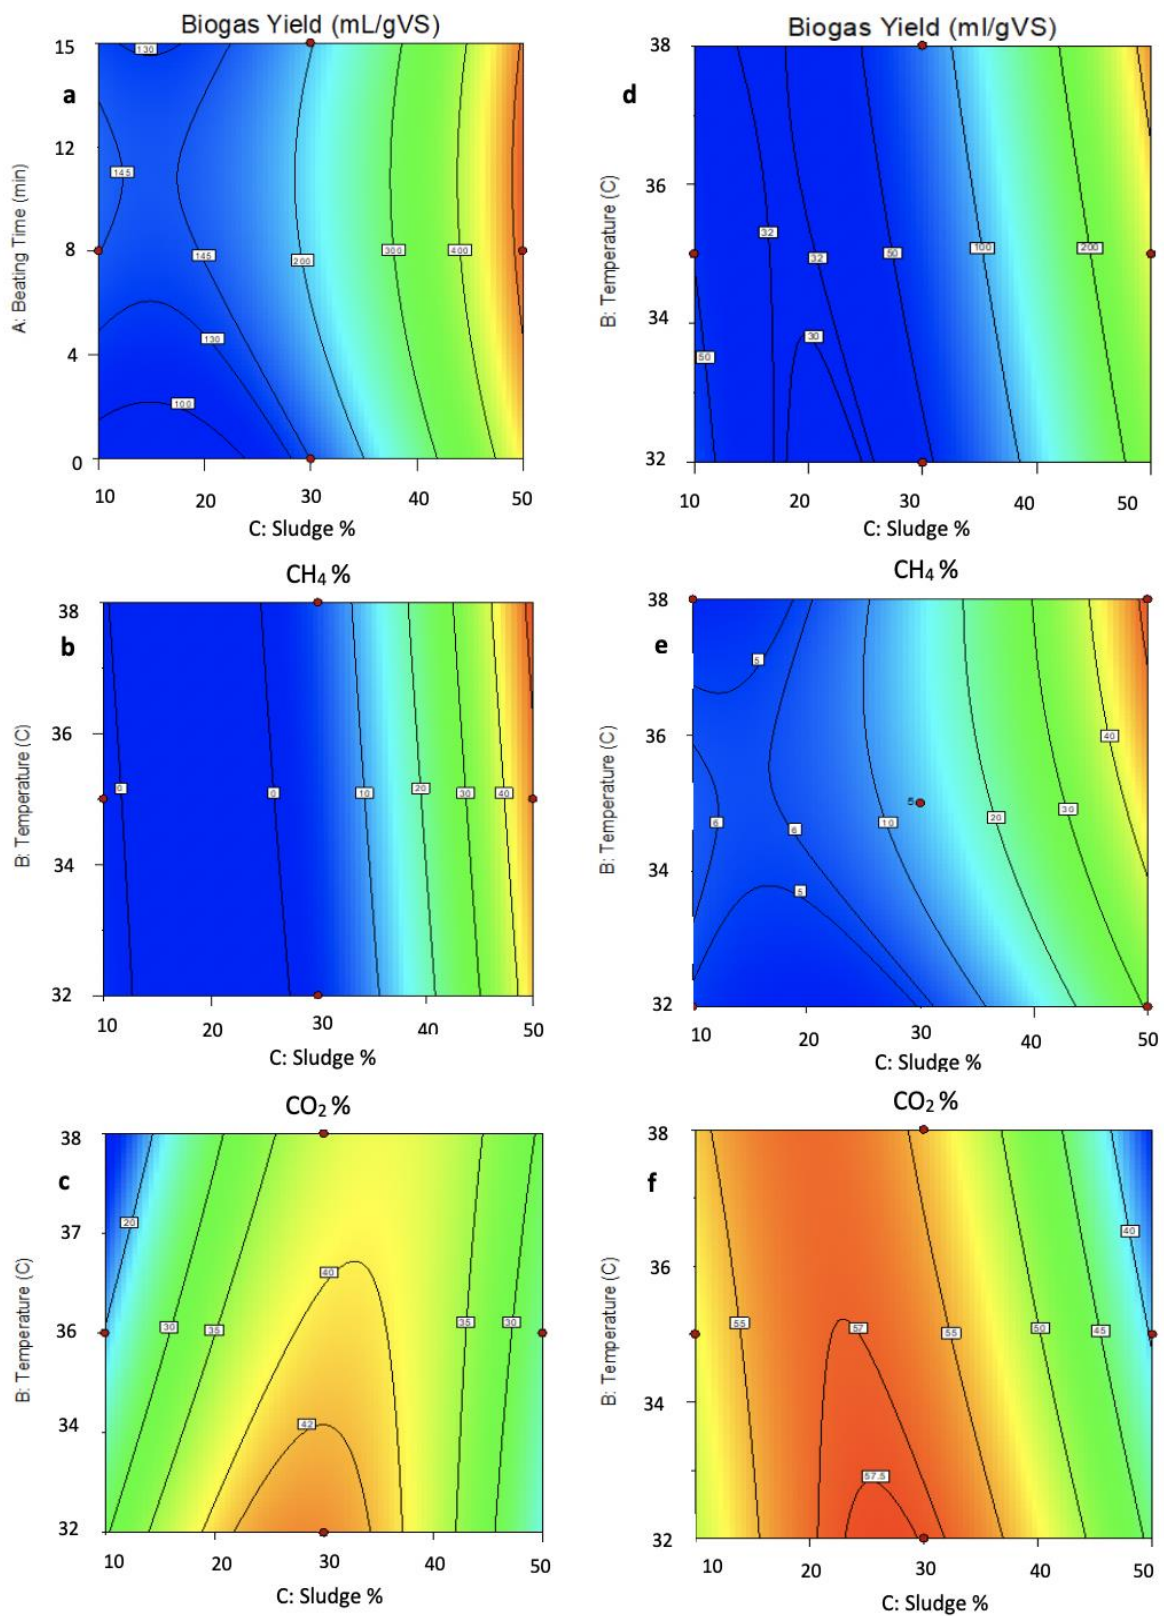 Biogas Yield (mL/gVS)
a
A: Beating Time (min)
15
12
8
4
0
130
145
145
200
300
400
130
100
10 20 30 40 50
C: Sludge %
Biogas Yield (ml/gVS)
d
B: Temperature (C)
38
36
34
32
32
32
50
100
200
30
50
10 20 30 40 50
C: Sludge %
CH₄ %
b
B: Temperature (C)
38
36
34
32
0
0
10
20
30
40
10 20 30 40 50
C: Sludge %
CH₄ %
e
B: Temperature (C)
38
36
34
32
5
40
5
6
6
10
20
30
5
10 20 30 40 50
C: Sludge %
CO₂ %
c
B: Temperature (C)
38
37
36
34
32
20
40
30
35
35
30
42
10 20 30 40 50
C: Sludge %
CO₂ %
f
B: Temperature (C)
38
36
34
32
40
55
57
55
50
45
57.5
10 20 30 40 50
C: Sludge %